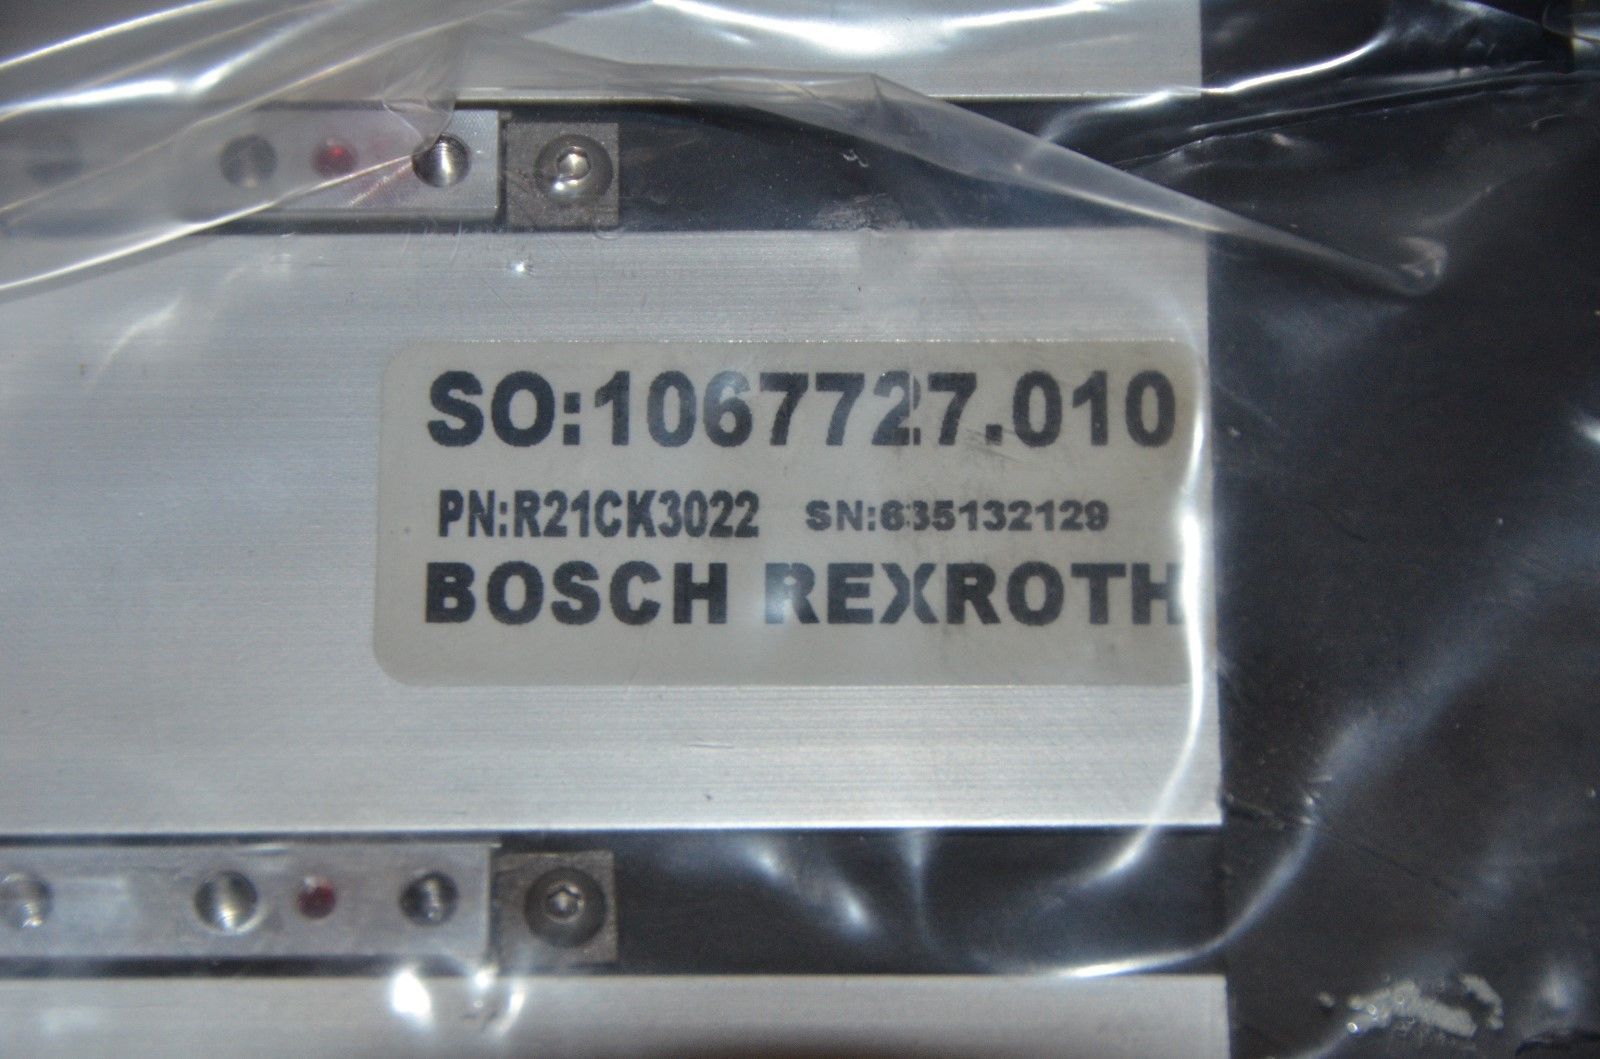 SO:1067727.010
PN:R21CK3022 SN:635132129
BOSCH REXROTH